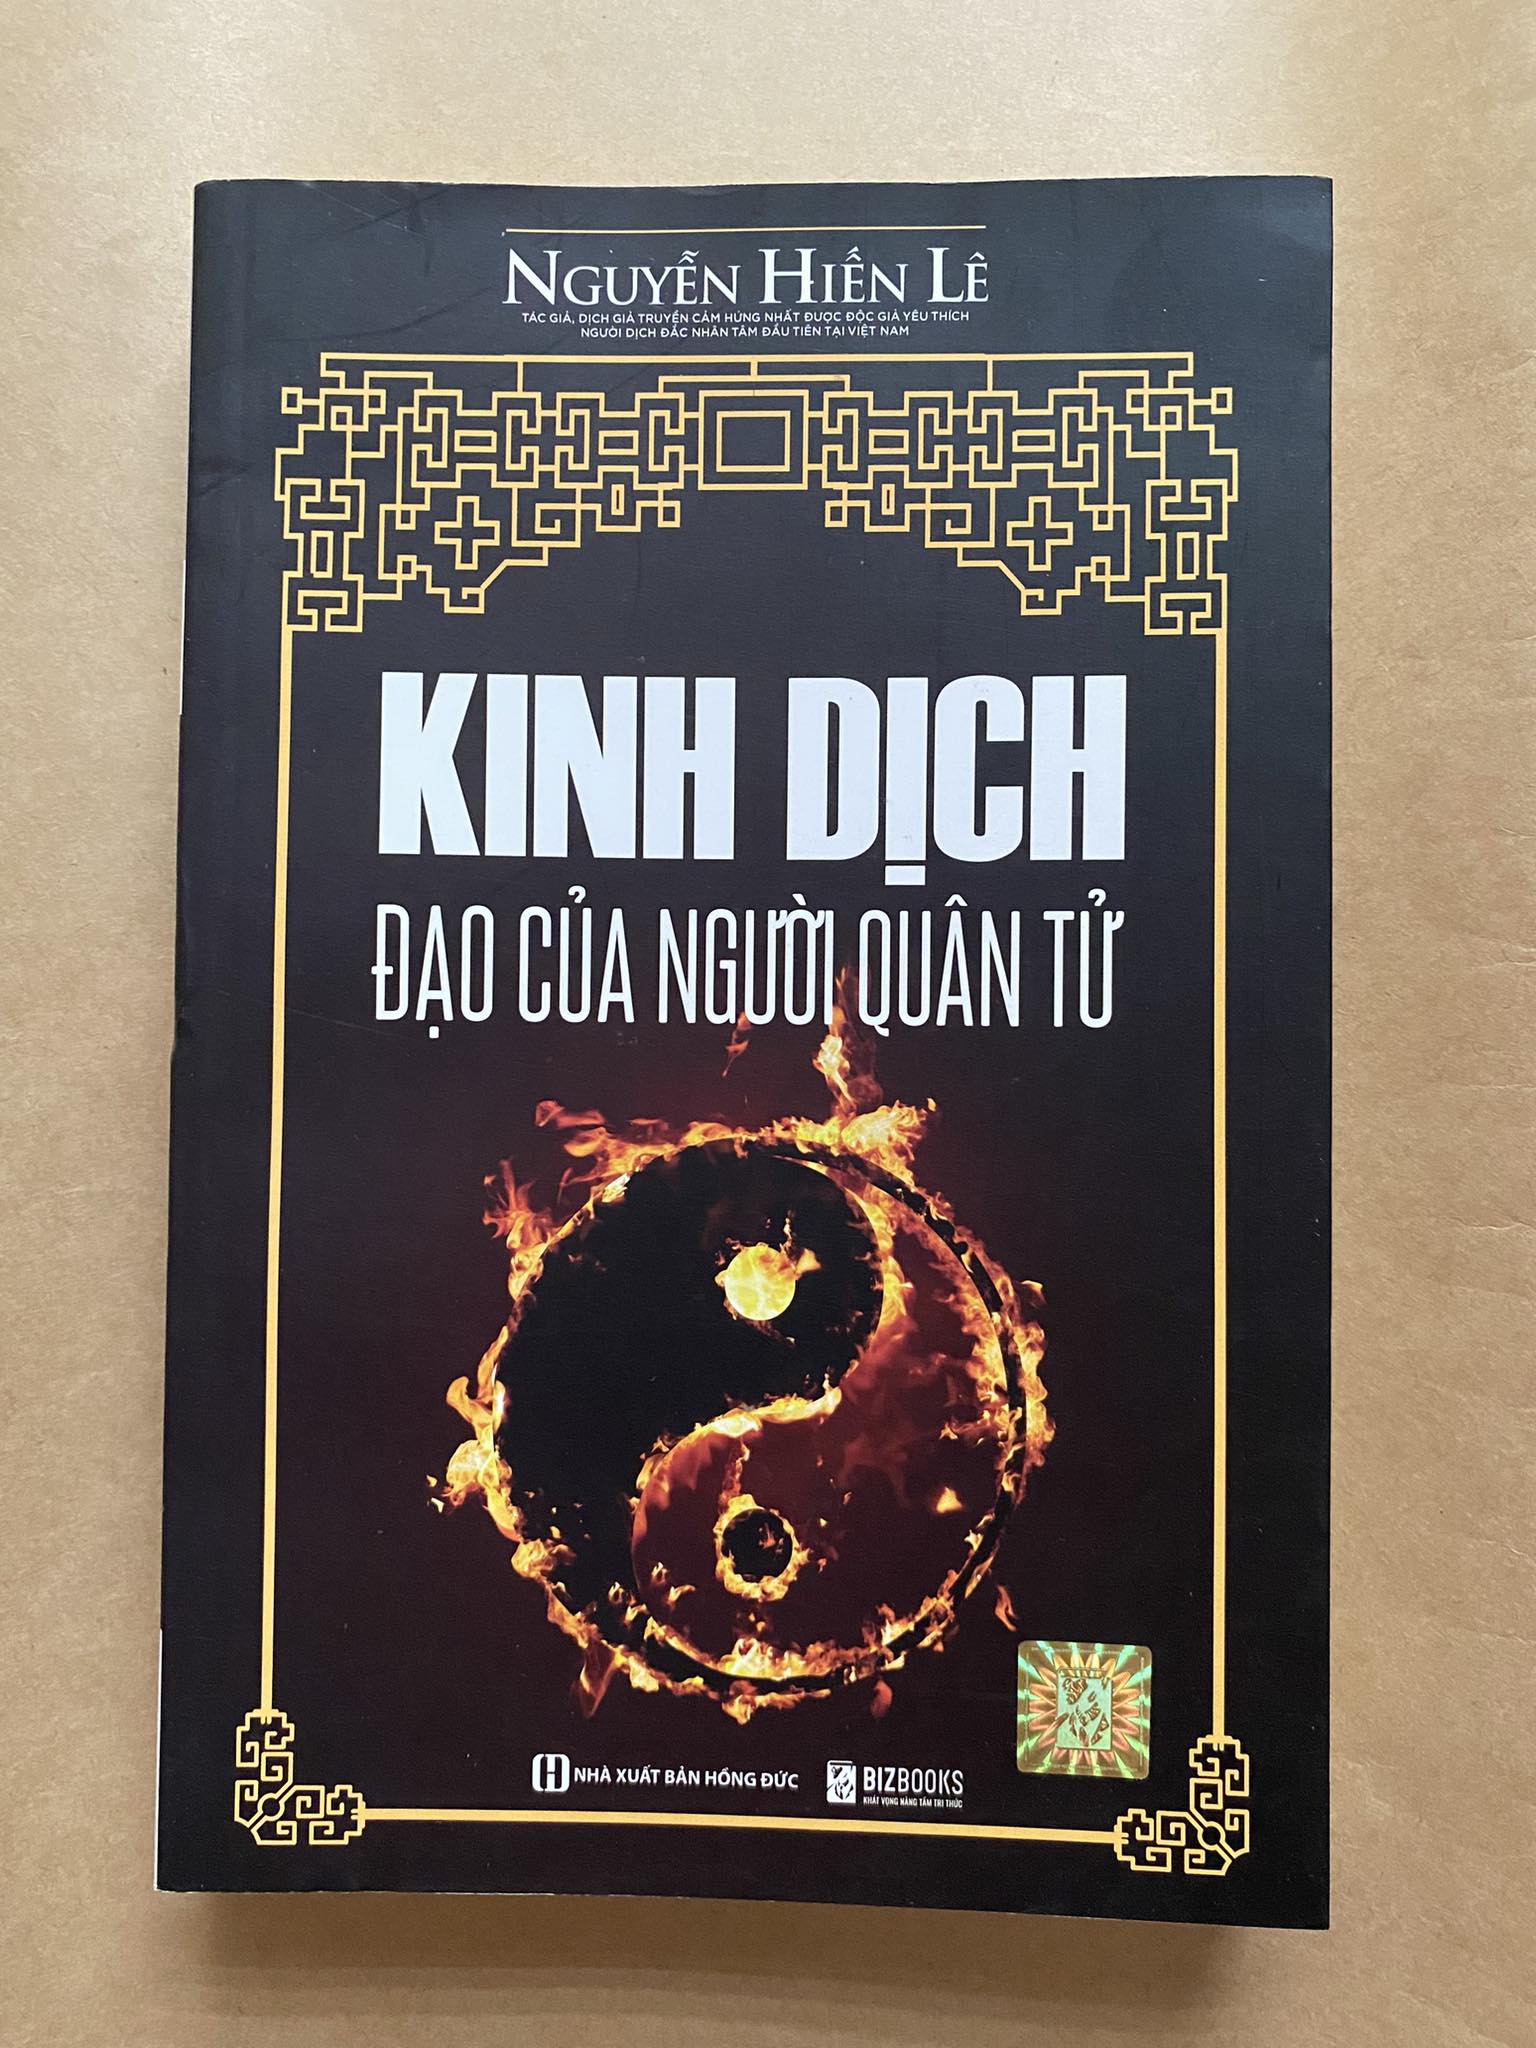 NGUYỄN HIẾN LÊ
TÁC GIẢ, DỊCH GIẢ TRUYỀN CẢM HỨNG NHẤT ĐƯỢC ĐỘC GIẢ YÊU THÍCH
NGƯỜI DỊCH ĐẮC NHÂN TÂM ĐẦU TIÊN TẠI VIỆT NAM
KINH DỊCH
ĐẠO CỦA NGƯỜI QUÂN TỬ
NHÀ XUẤT BẢN HỒNG ĐỨC
BIZBOOKS
KHÁT VỌNG NÂNG TẦM TRI THỨC